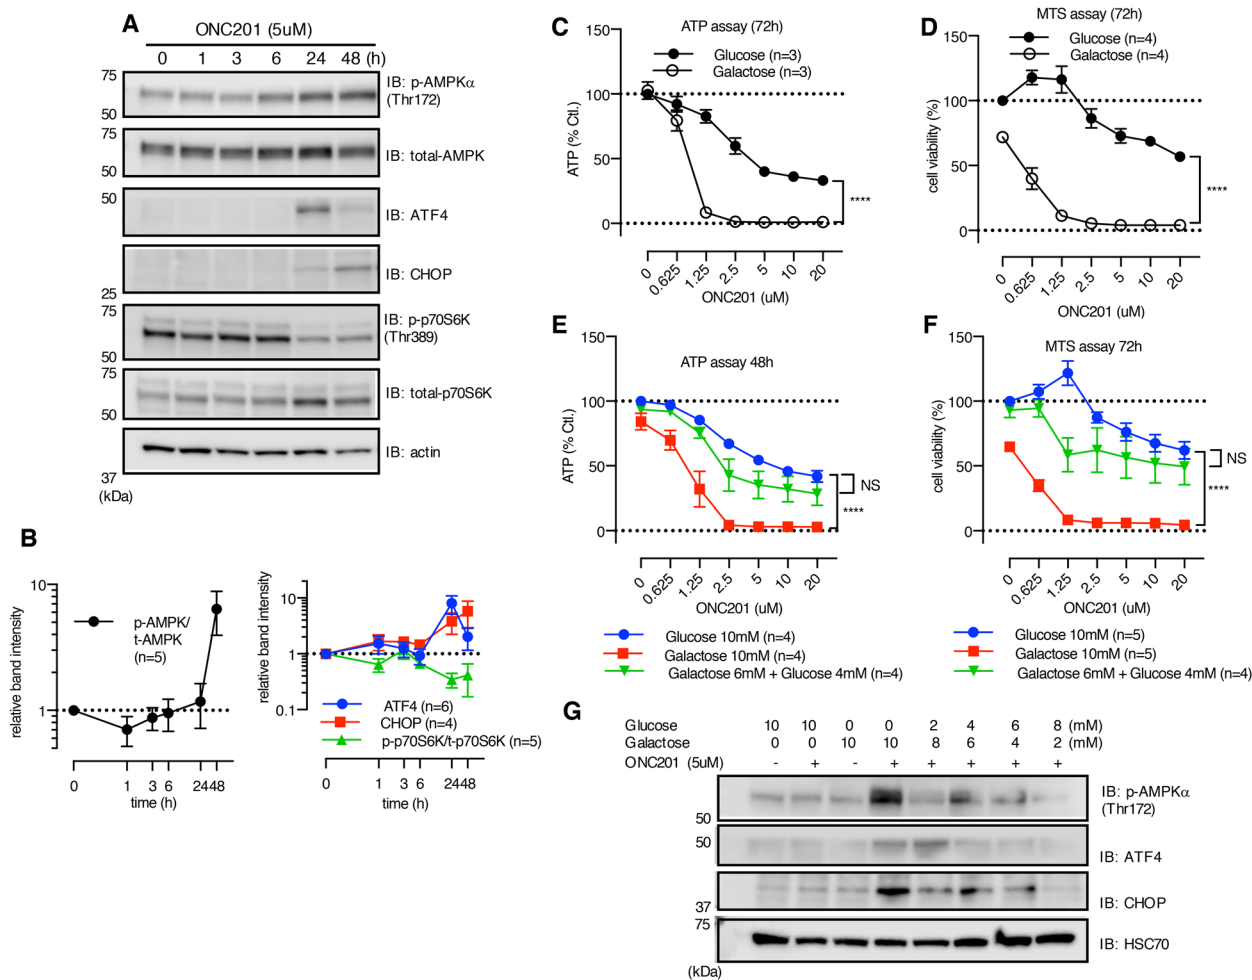 A
ONC201 (5uM)
0 1 3 6 24 48 (h)
75
50
IB: p-AMPKα
(Thr172)
75
50
IB: total-AMPK
50
IB: ATF4
25
IB: CHOP
75
50
IB: p-p70S6K
(Thr389)
75
50
IB: total-p70S6K
37
(kDa)
IB: actin
B
relative band intensity
10
1
p-AMPK/
t-AMPK
(n=5)
0 1 3 6 24 48
time (h)
relative band intensity
10
1
0.1
ATF4 (n=6)
CHOP (n=4)
p-p70S6K/t-p70S6K (n=5)
0 1 3 6 24 48
time (h)
C
ATP assay (72h)
Glucose (n=3)
Galactose (n=3)
ATP (% Ctl.)
150
100
50
0
****
0 0.625 1.25 2.5 5 10 20
ONC201 (uM)
D
MTS assay (72h)
Glucose (n=4)
Galactose (n=4)
cell viability (%)
150
100
50
0
****
0 0.625 1.25 2.5 5 10 20
ONC201 (uM)
E
ATP assay 48h
ATP (% Ctl.)
150
100
50
0
NS
****
0 0.625 1.25 2.5 5 10 20
ONC201 (uM)
Glucose 10mM (n=4)
Galactose 10mM (n=4)
Galactose 6mM + Glucose 4mM (n=4)
F
MTS assay 72h
cell viability (%)
150
100
50
0
NS
****
0 0.625 1.25 2.5 5 10 20
ONC201 (uM)
Glucose 10mM (n=5)
Galactose 10mM (n=5)
Galactose 6mM + Glucose 4mM (n=4)
G
Glucose 10 10 0 0 2 4 6 8 (mM)
Galactose 0 0 10 10 8 6 4 2 (mM)
ONC201 (5uM) - + - + + + + +
50
IB: p-AMPKα
(Thr172)
50
IB: ATF4
37
IB: CHOP
75
IB: HSC70
(kDa)